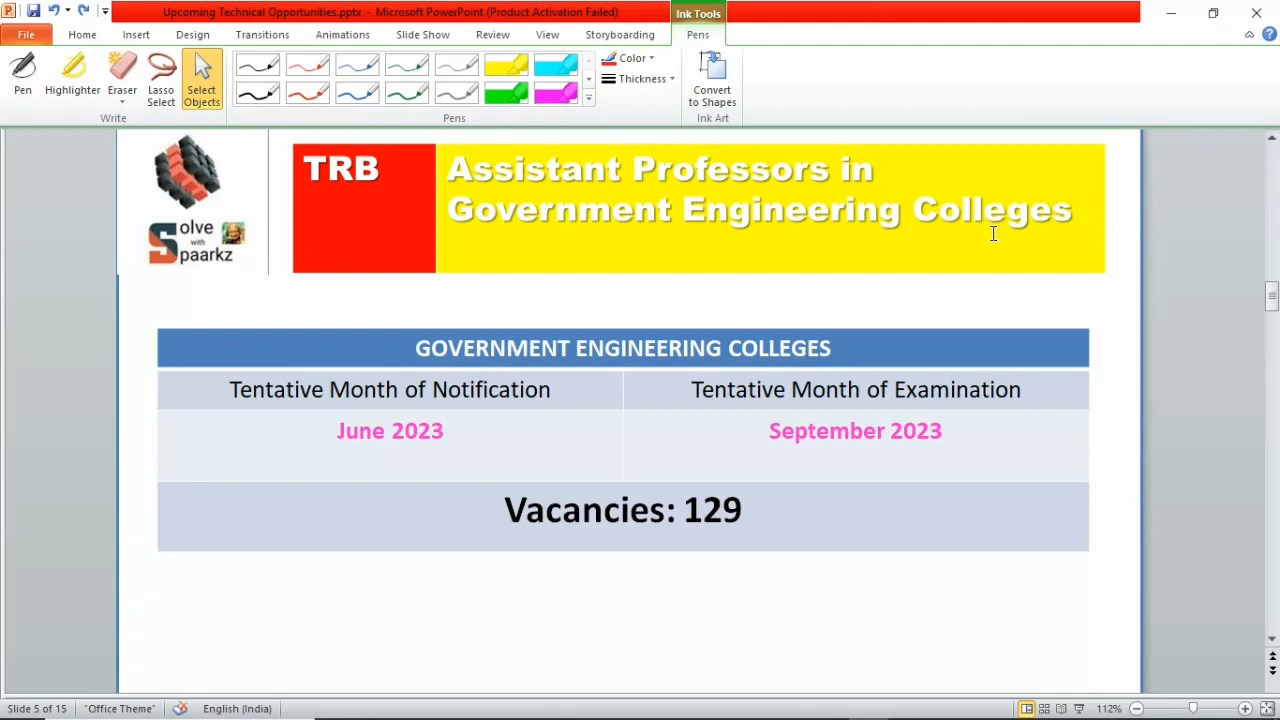 Upcoming Technical Opportunities.pptx - Microsoft PowerPoint (Product Activation Failed)
Ink Tools
File Home Insert Design Transitions Animations Slide Show Review View Storyboarding Pens
Pen Highlighter Eraser Lasso Select Select Objects
Color
Thickness
Convert to Shapes
Write Pens Ink Art
TRB
Assistant Professors in
Government Engineering Colleges
Solve
with
Spaarkz
GOVERNMENT ENGINEERING COLLEGES
Tentative Month of Notification Tentative Month of Examination
June 2023 September 2023
Vacancies: 129
Slide 5 of 15 "Office Theme" English (India) 112%